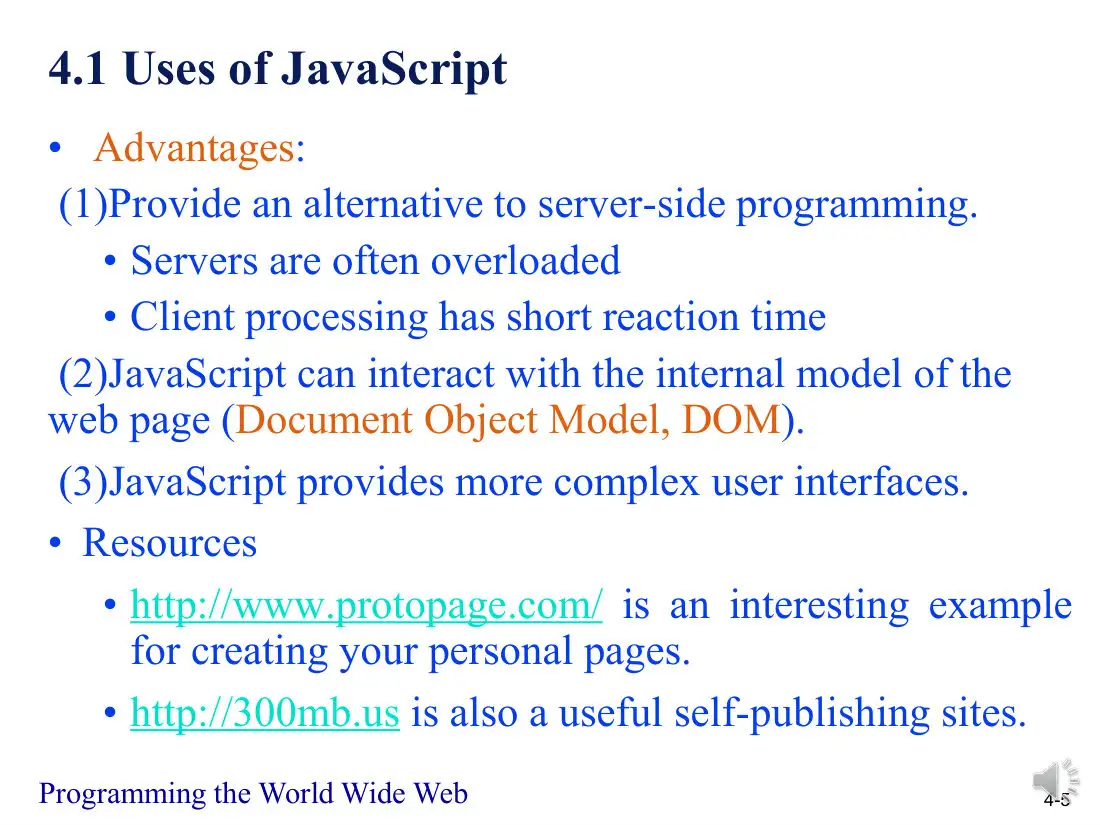 4.1 Uses of JavaScript
• Advantages:
(1)Provide an alternative to server-side programming.
• Servers are often overloaded
• Client processing has short reaction time
(2)JavaScript can interact with the internal model of the
web page (Document Object Model, DOM).
(3)JavaScript provides more complex user interfaces.
• Resources
• http://www.protopage.com/ is an interesting example
for creating your personal pages.
• http://300mb.us is also a useful self-publishing sites.
Programming the World Wide Web
4-5